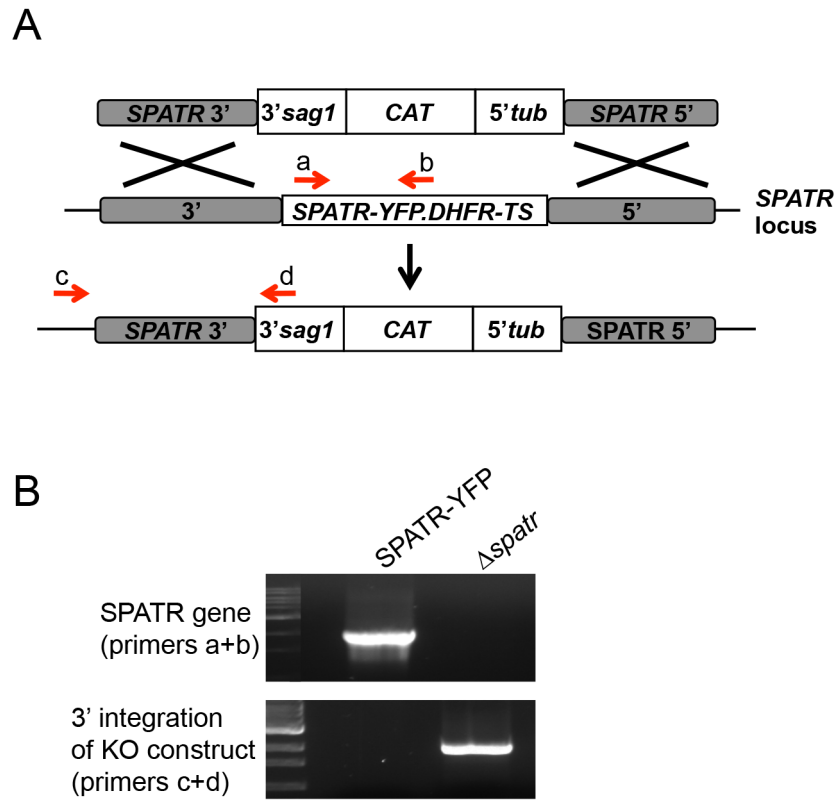 A
SPATR 3’ 3’sag1 CAT 5’tub SPATR 5’
a b
3’ SPATR-YFP.DHFR-TS 5’ SPATR
locus
c d
SPATR 3’ 3’sag1 CAT 5’tub SPATR 5’
B
SPATR-YFP Δspatr
SPATR gene
(primers a+b)
3’ integration
of KO construct
(primers c+d)